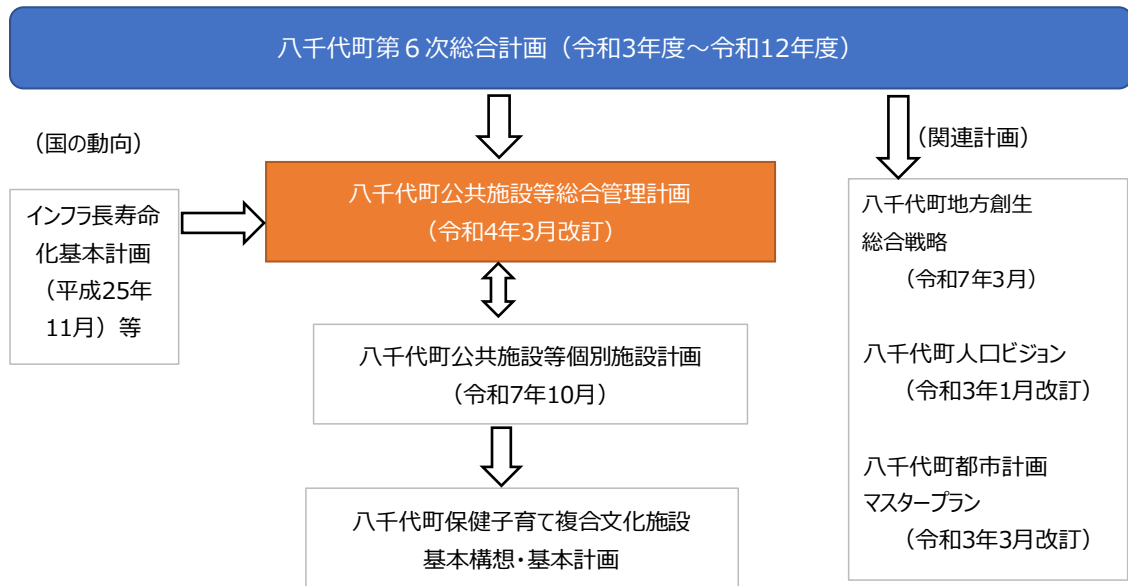 八千代町第６次総合計画（令和3年度～令和12年度）
（国の動向）
インフラ長寿命
化基本計画
（平成25年
11月）等
八千代町公共施設等総合管理計画
（令和4年3月改訂）
八千代町公共施設等個別施設計画
（令和7年10月）
八千代町保健子育て複合文化施設
基本構想・基本計画
（関連計画）
八千代町地方創生
総合戦略
（令和7年3月）
八千代町人口ビジョン
（令和3年1月改訂）
八千代町都市計画
マスタープラン
（令和3年3月改訂）